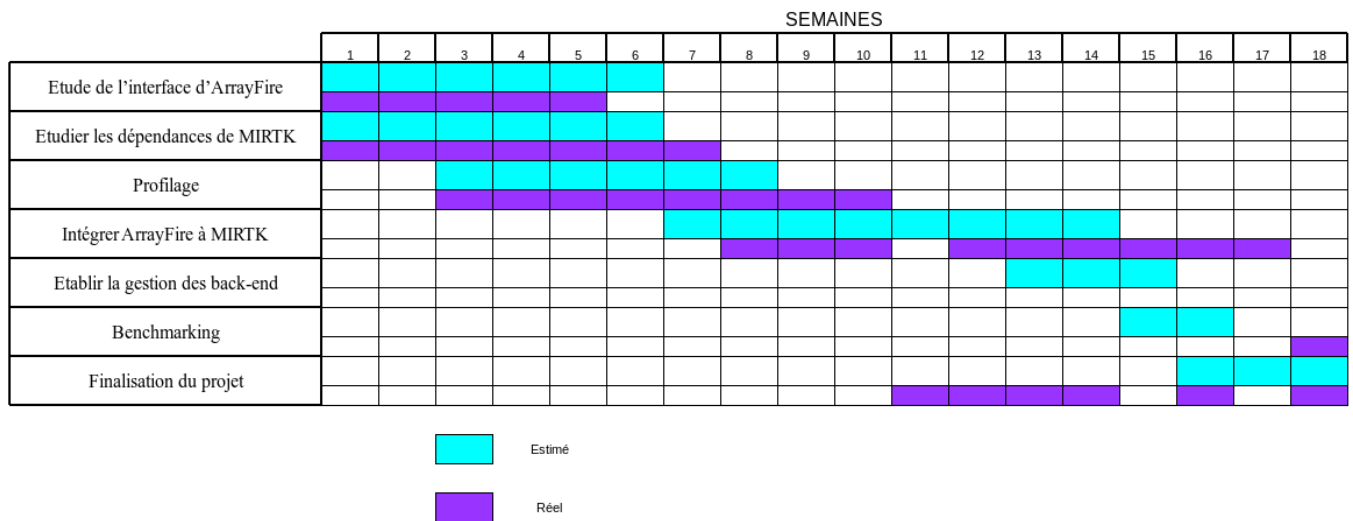 SEMAINES
1 2 3 4 5 6 7 8 9 10 11 12 13 14 15 16 17 18
Etude de l’interface d’ArrayFire
Etudier les dépendances de MIRTK
Profilage
Intégrer ArrayFire à MIRTK
Etablir la gestion des back-end
Benchmarking
Finalisation du projet
Estimé
Réel